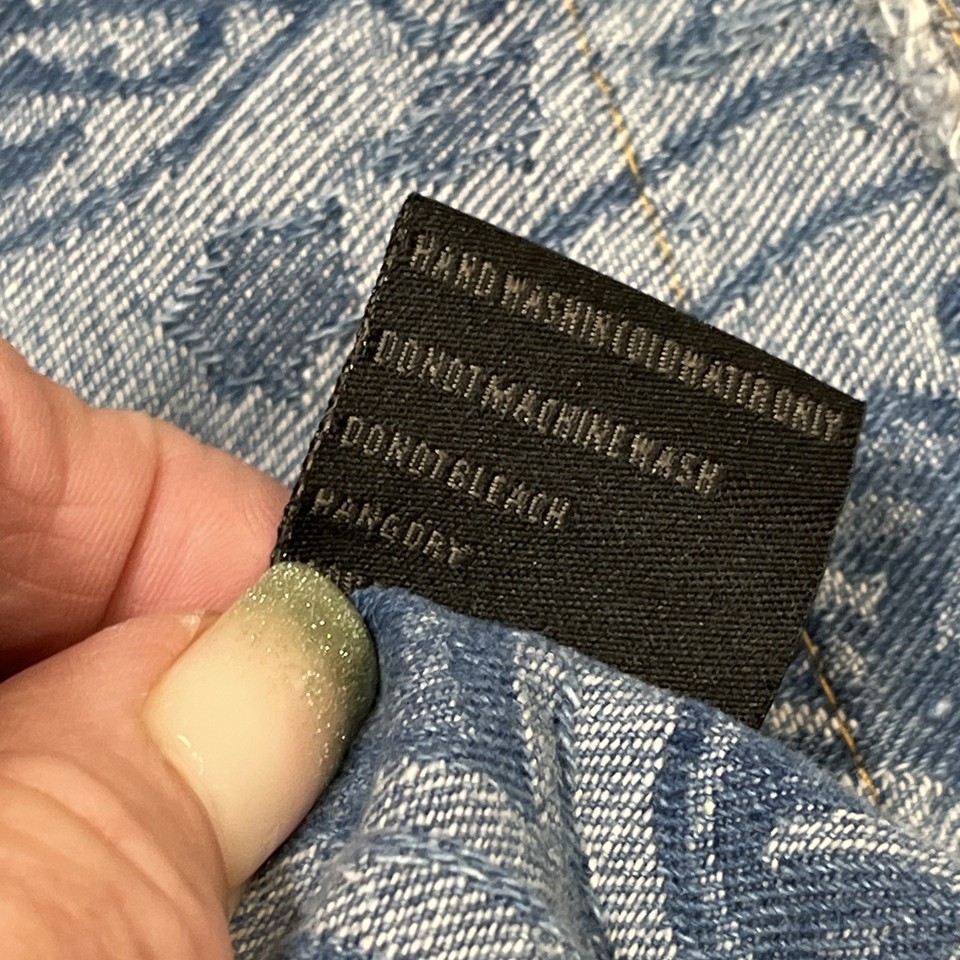 HAND WASH IN COLD WATER ONLY
DO NOT MACHINE WASH
DO NOT BLEACH
HANG DRY